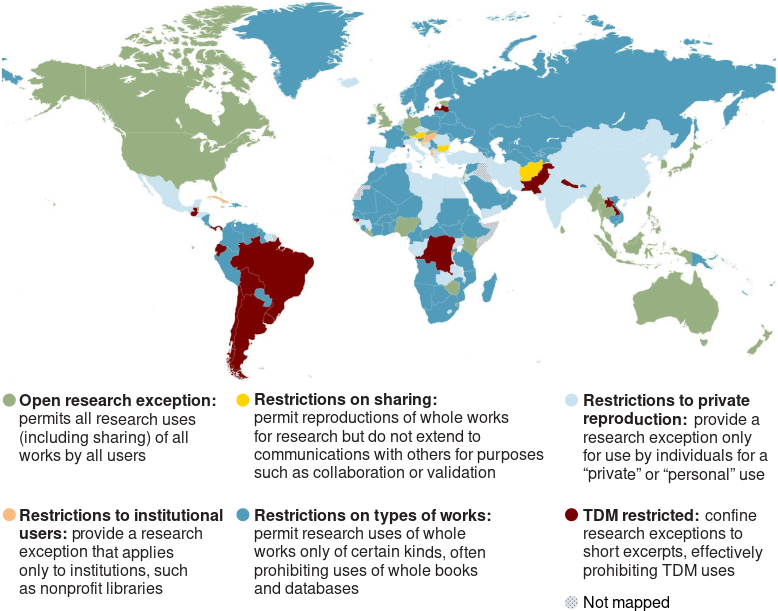 Open research exception:
permits all research uses
(including sharing) of all
works by all users
Restrictions on sharing:
permit reproductions of whole works
for research but do not extend to
communications with others for purposes
such as collaboration or validation
Restrictions to private
reproduction: provide a
research exception only
for use by individuals for a
“private” or “personal” use
Restrictions to institutional
users: provide a research
exception that applies
only to institutions, such
as nonprofit libraries
Restrictions on types of works:
permit research uses of whole
works only of certain kinds, often
prohibiting uses of whole books
and databases
TDM restricted: confine
research exceptions to
short excerpts, effectively
prohibiting TDM uses
Not mapped